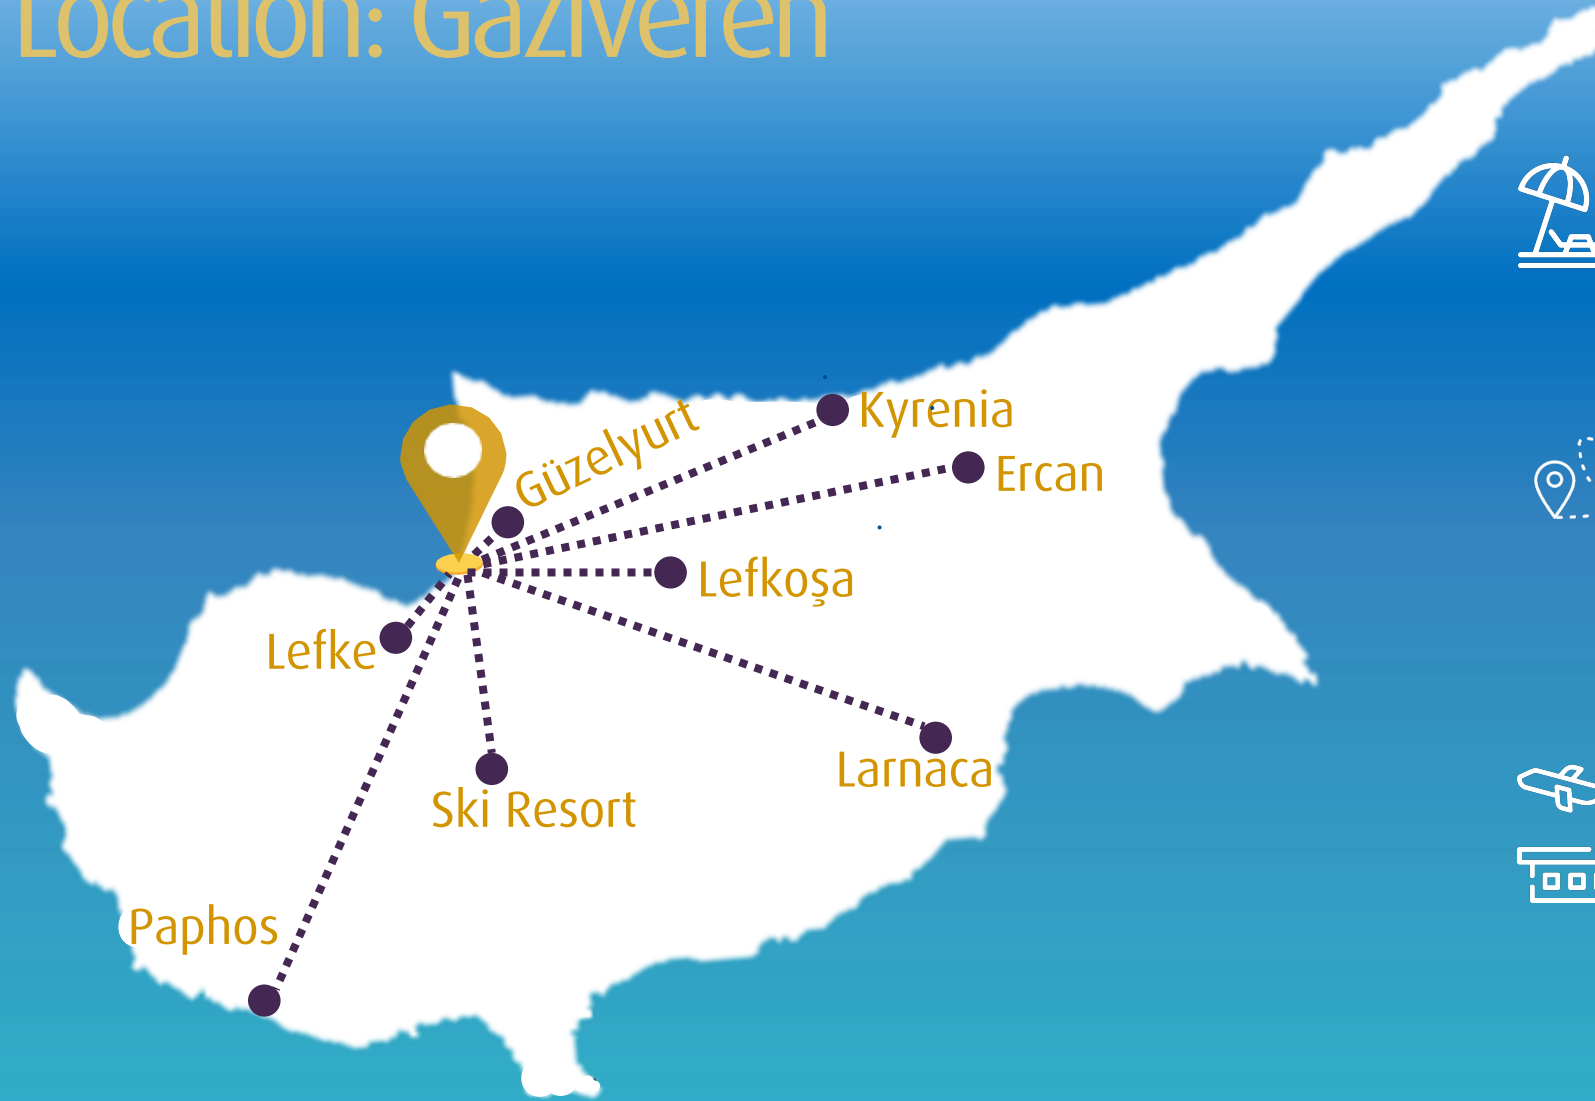 Location: Gaziveren
Kyrenia
Güzelyurt
Ercan
Lefkoşa
Lefke
Larnaca
Ski Resort
Paphos